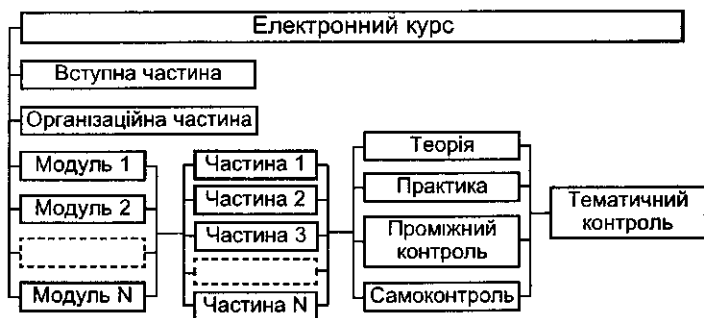 Електронний курс
Вступна частина
Організаційна частина
Модуль 1
Модуль 2
Модуль N
Частина 1
Частина 2
Частина 3
Частина N
Теорія
Практика
Проміжний
контроль
Самоконтроль
Тематичний
контроль